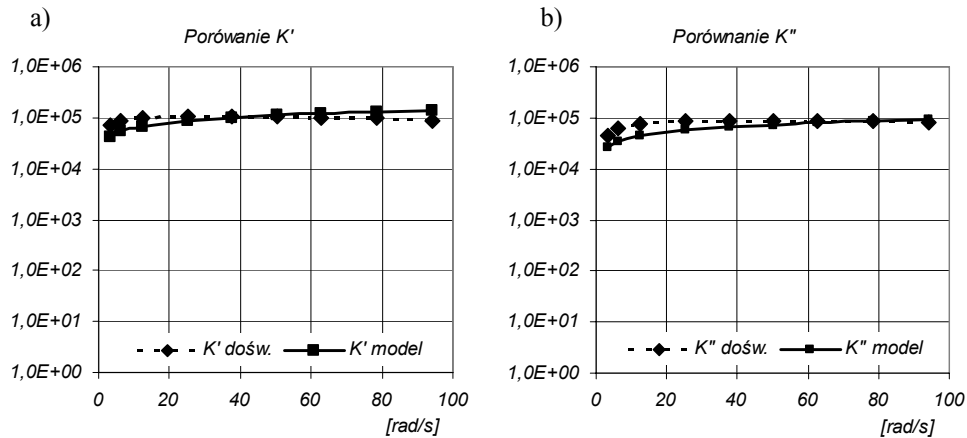 a)
Porówanie K'
1,0E+06
1,0E+05
1,0E+04
1,0E+03
1,0E+02
1,0E+01
1,0E+00
K' dośw. K' model
0 20 40 60 80 100
[rad/s]
b)
Porównanie K"
1,0E+06
1,0E+05
1,0E+04
1,0E+03
1,0E+02
1,0E+01
1,0E+00
K" dośw. K" model
0 20 40 60 80 100
[rad/s]